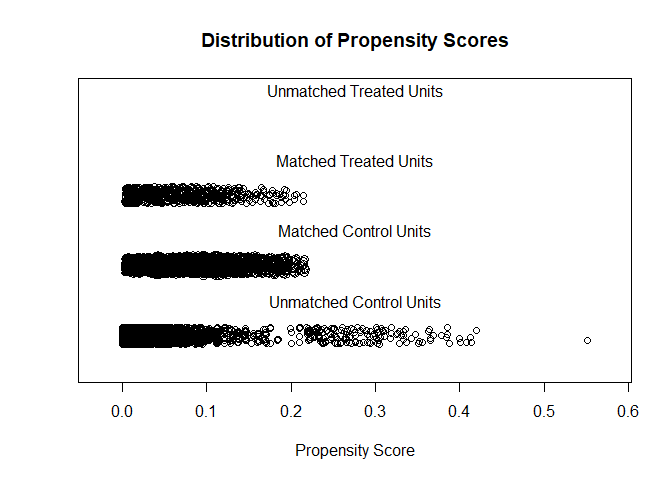 Distribution of Propensity Scores
Unmatched Treated Units
Matched Treated Units
Matched Control Units
Unmatched Control Units
0.0 0.1 0.2 0.3 0.4 0.5 0.6
Propensity Score